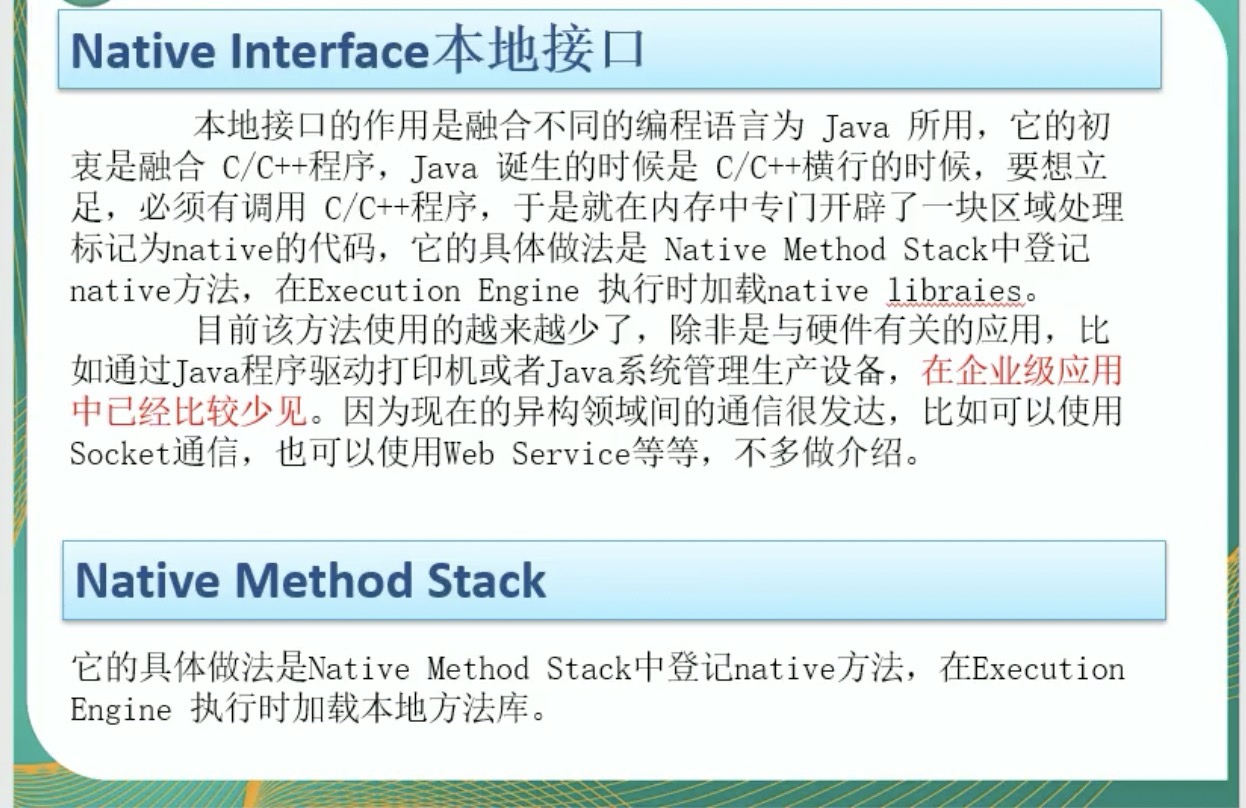 Native Interface本地接口
本地接口的作用是融合不同的编程语言为 Java 所用，它的初
衷是融合 C/C++程序，Java 诞生的时候是 C/C++横行的时候，要想立
足，必须有调用 C/C++程序，于是就在内存中专门开辟了一块区域处理
标记为native的代码，它的具体做法是 Native Method Stack中登记
native方法，在Execution Engine 执行时加载native libraies。
目前该方法使用的越来越少了，除非是与硬件有关的应用，比
如通过Java程序驱动打印机或者Java系统管理生产设备，在企业级应用
中已经比较少见。因为现在的异构领域间的通信很发达，比如可以使用
Socket通信，也可以使用Web Service等等，不多做介绍。
Native Method Stack
它的具体做法是Native Method Stack中登记native方法，在Execution
Engine 执行时加载本地方法库。